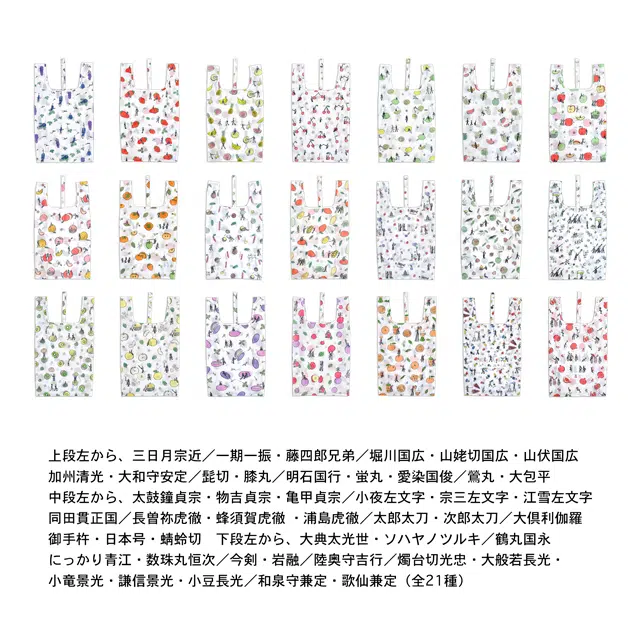 上段左から、三日月宗近／一期一振・藤四郎兄弟／堀川国広・山姥切国広・山伏国広
加州清光・大和守安定／髭切・膝丸／明石国行・蛍丸・愛染国俊／鶯丸・大包平
中段左から、太鼓鐘貞宗・物吉貞宗・亀甲貞宗／小夜左文字・宗三左文字・江雪左文字
同田貫正国／長曽祢虎徹・蜂須賀虎徹 ・浦島虎徹／太郎太刀・次郎太刀／大倶利伽羅
御手杵・日本号・蜻蛉切　下段左から、大典太光世・ソハヤノツルキ／鶴丸国永
にっかり青江・数珠丸恒次／今剣・岩融／陸奥守吉行／燭台切光忠・大般若長光・
小竜景光・謙信景光・小豆長光／和泉守兼定・歌仙兼定（全21種）